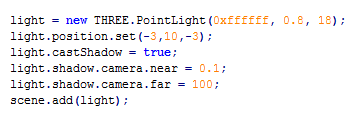 light = new THREE.PointLight(0xffffff, 0.8, 18);
light.position.set(-3,10,-3);
light.castShadow = true;
light.shadow.camera.near = 0.1;
light.shadow.camera.far = 100;
scene.add(light);